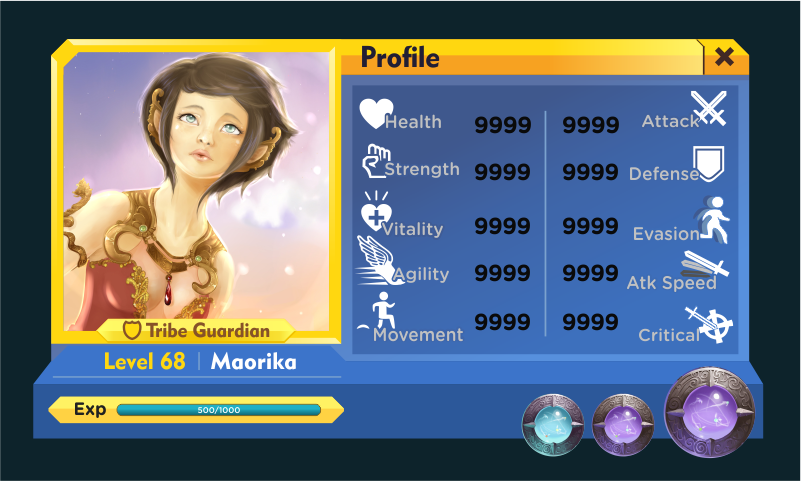 Profile
Health 9999 9999 Attack
Strength 9999 9999 Defense
Vitality 9999 9999 Evasion
Agility 9999 9999 Atk Speed
Movement 9999 9999 Critical
Tribe Guardian
Level 68 | Maorika
Exp 500/1000